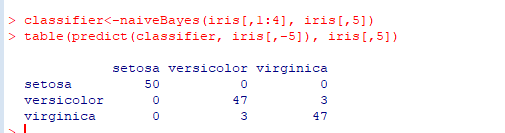 > classifier<-naiveBayes(iris[,1:4], iris[,5])
> table(predict(classifier, iris[,-5]), iris[,5])
setosa versicolor virginica
setosa 50 0 0
versicolor 0 47 3
virginica 0 3 47
>